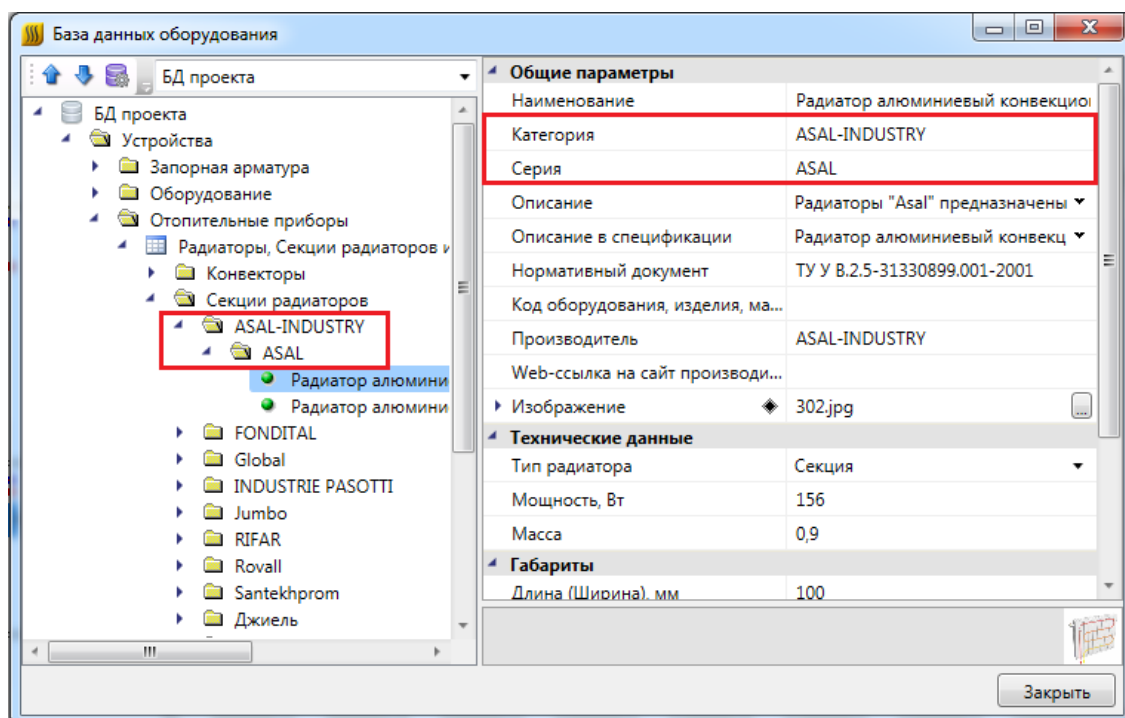 База данных оборудования
БД проекта
БД проекта
Устройства
Запорная арматура
Оборудование
Отопительные приборы
Радиаторы, Секции радиаторов и
Конвекторы
Секции радиаторов
ASAL-INDUSTRY
ASAL
Радиатор алюмини
Радиатор алюмини
FONDITAL
Global
INDUSTRIE PASOTTI
Jumbo
RIFAR
Rovall
Santekhprom
Джиель
Общие параметры
Наименование Радиатор алюминиевый конвекцион
Категория ASAL-INDUSTRY
Серия ASAL
Описание Радиаторы "Asal" предназначены
Описание в спецификации Радиатор алюминиевый конвекц
Нормативный документ ТУ У В.2.5-31330899.001-2001
Код оборудования, изделия, ма...
Производитель ASAL-INDUSTRY
Web-ссылка на сайт производи...
Изображение 302.jpg ...
Технические данные
Тип радиатора Секция
Мощность, Вт 156
Масса 0,9
Габариты
Длина (Ширина), мм 100
Закрыть